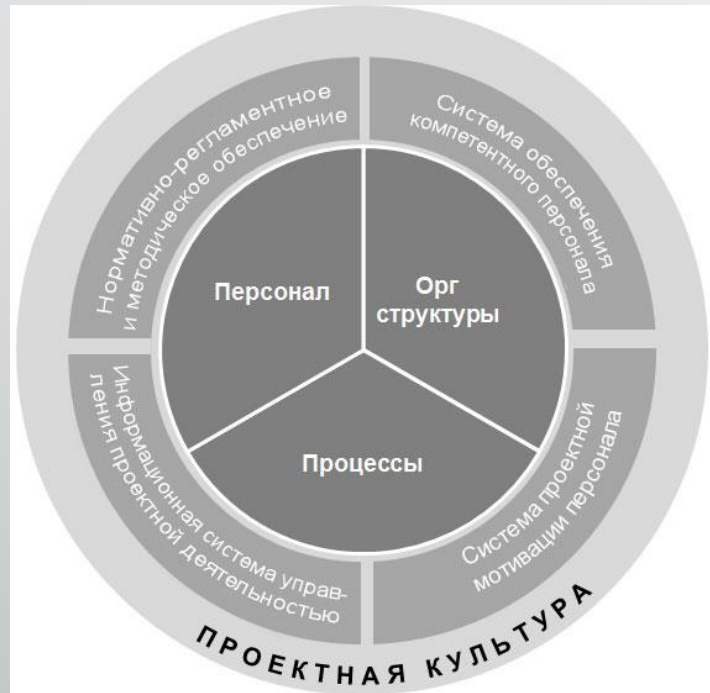 Нормативно-регламентное
и методическое обеспечение
Система обеспечения
компетентного персонала
Персонал
Орг
структуры
Процессы
Информационная система управ-
ления проектной деятельностью
Система проектной
мотивации персонала
ПРОЕКТНАЯ КУЛЬТУРА